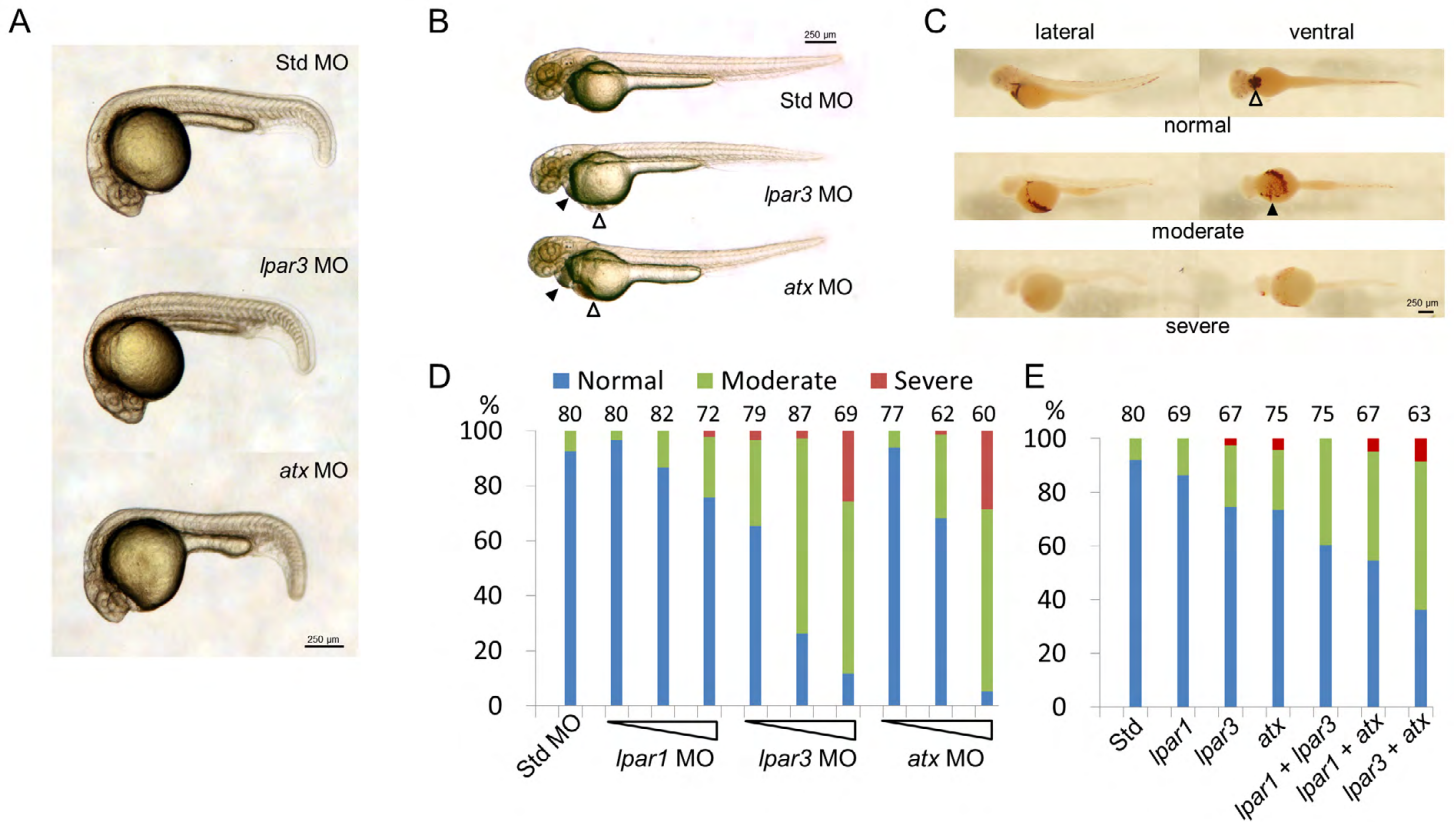 A
Std MO
lpar3 MO
atx MO
250 µm
B
250 µm
Std MO
lpar3 MO
atx MO
C
lateral ventral
normal
moderate
250 µm
severe
D
Normal Moderate Severe
% 80 80 82 72 79 87 69 77 62 60
100
80
60
40
20
0
Std MO lpar1 MO lpar3 MO atx MO
E
% 80 69 67 75 75 67 63
100
80
60
40
20
0
Std lpar1 lpar3 atx lpar1 + lpar3 lpar1 + atx lpar3 + atx